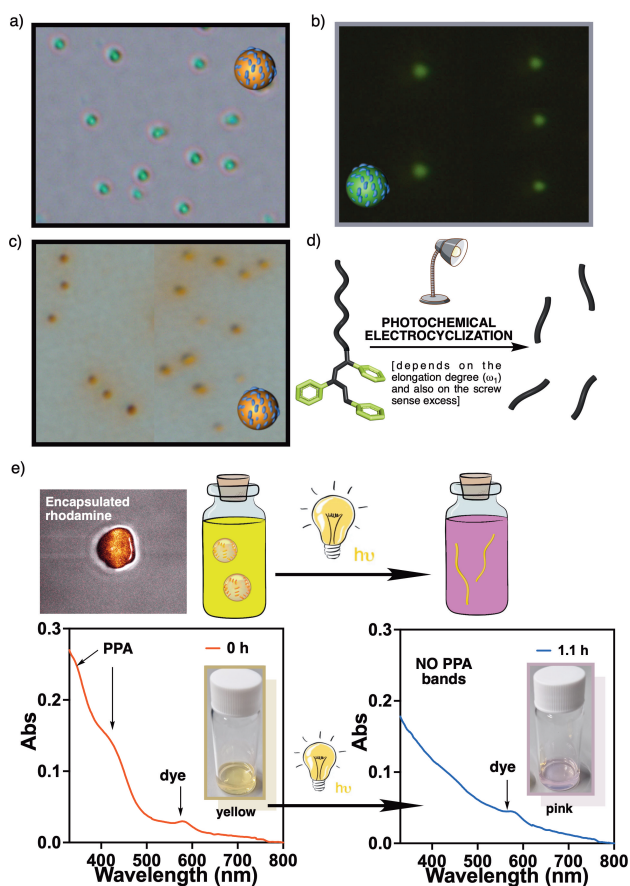 a)
b)
c)
d)
PHOTOCHEMICAL
ELECTROCYCLIZATION
[depends on the
elongation degree (ω₁)
and also on the screw
sense excess]
e)
Encapsulated
rhodamine
hυ
0.3
0.2
0.1
0.0
Abs
PPA
0 h
dye
yellow
400 500 600 700 800
Wavelength (nm)
hυ
0.3
0.2
0.1
0.0
Abs
NO PPA
bands
1.1 h
dye
pink
400 500 600 700 800
Wavelength (nm)